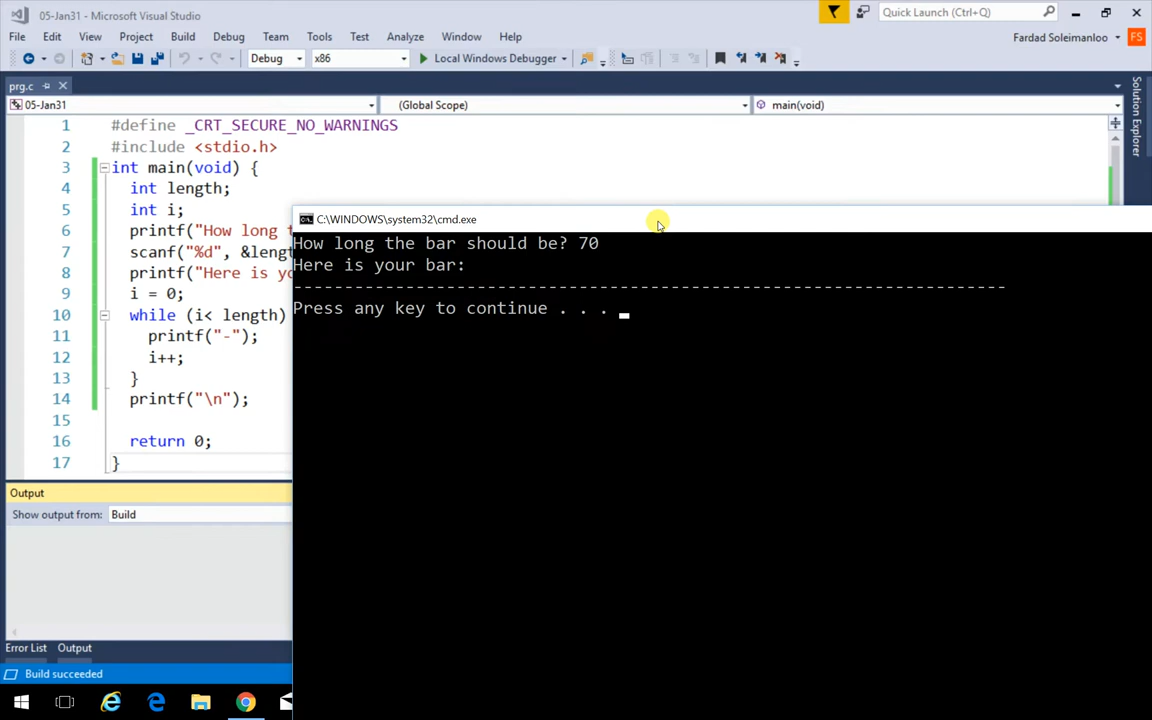 05-Jan31 - Microsoft Visual Studio
Quick Launch (Ctrl+Q)
File Edit View Project Build Debug Team Tools Test Analyze Window Help
Fardad Soleimanloo FS
Debug x86 Local Windows Debugger
prg.c
05-Jan31 (Global Scope) main(void)
Solution Explorer
1 #define _CRT_SECURE_NO_WARNINGS
2 #include <stdio.h>
3 int main(void) {
4 int length;
5 int i;
6 printf("How long t
7 scanf("%d", &length
8 printf("Here is yo
9 i = 0;
10 while (i< length)
11 printf("-");
12 i++;
13 }
14 printf("\n");
15
16 return 0;
17 }
C:\WINDOWS\system32\cmd.exe
How long the bar should be? 70
Here is your bar:
----------------------------------------------------------------------
Press any key to continue . . .
Output
Show output from: Build
Error List Output
Build succeeded